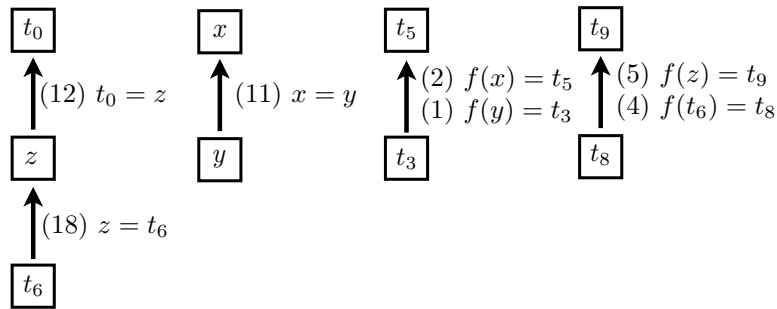 t₀ x t₅ t₉
(12) t₀ = z
(11) x = y
(2) f(x) = t₅
(1) f(y) = t₃
(5) f(z) = t₉
(4) f(t₆) = t₈
z y t₃ t₈
(18) z = t₆
t₆